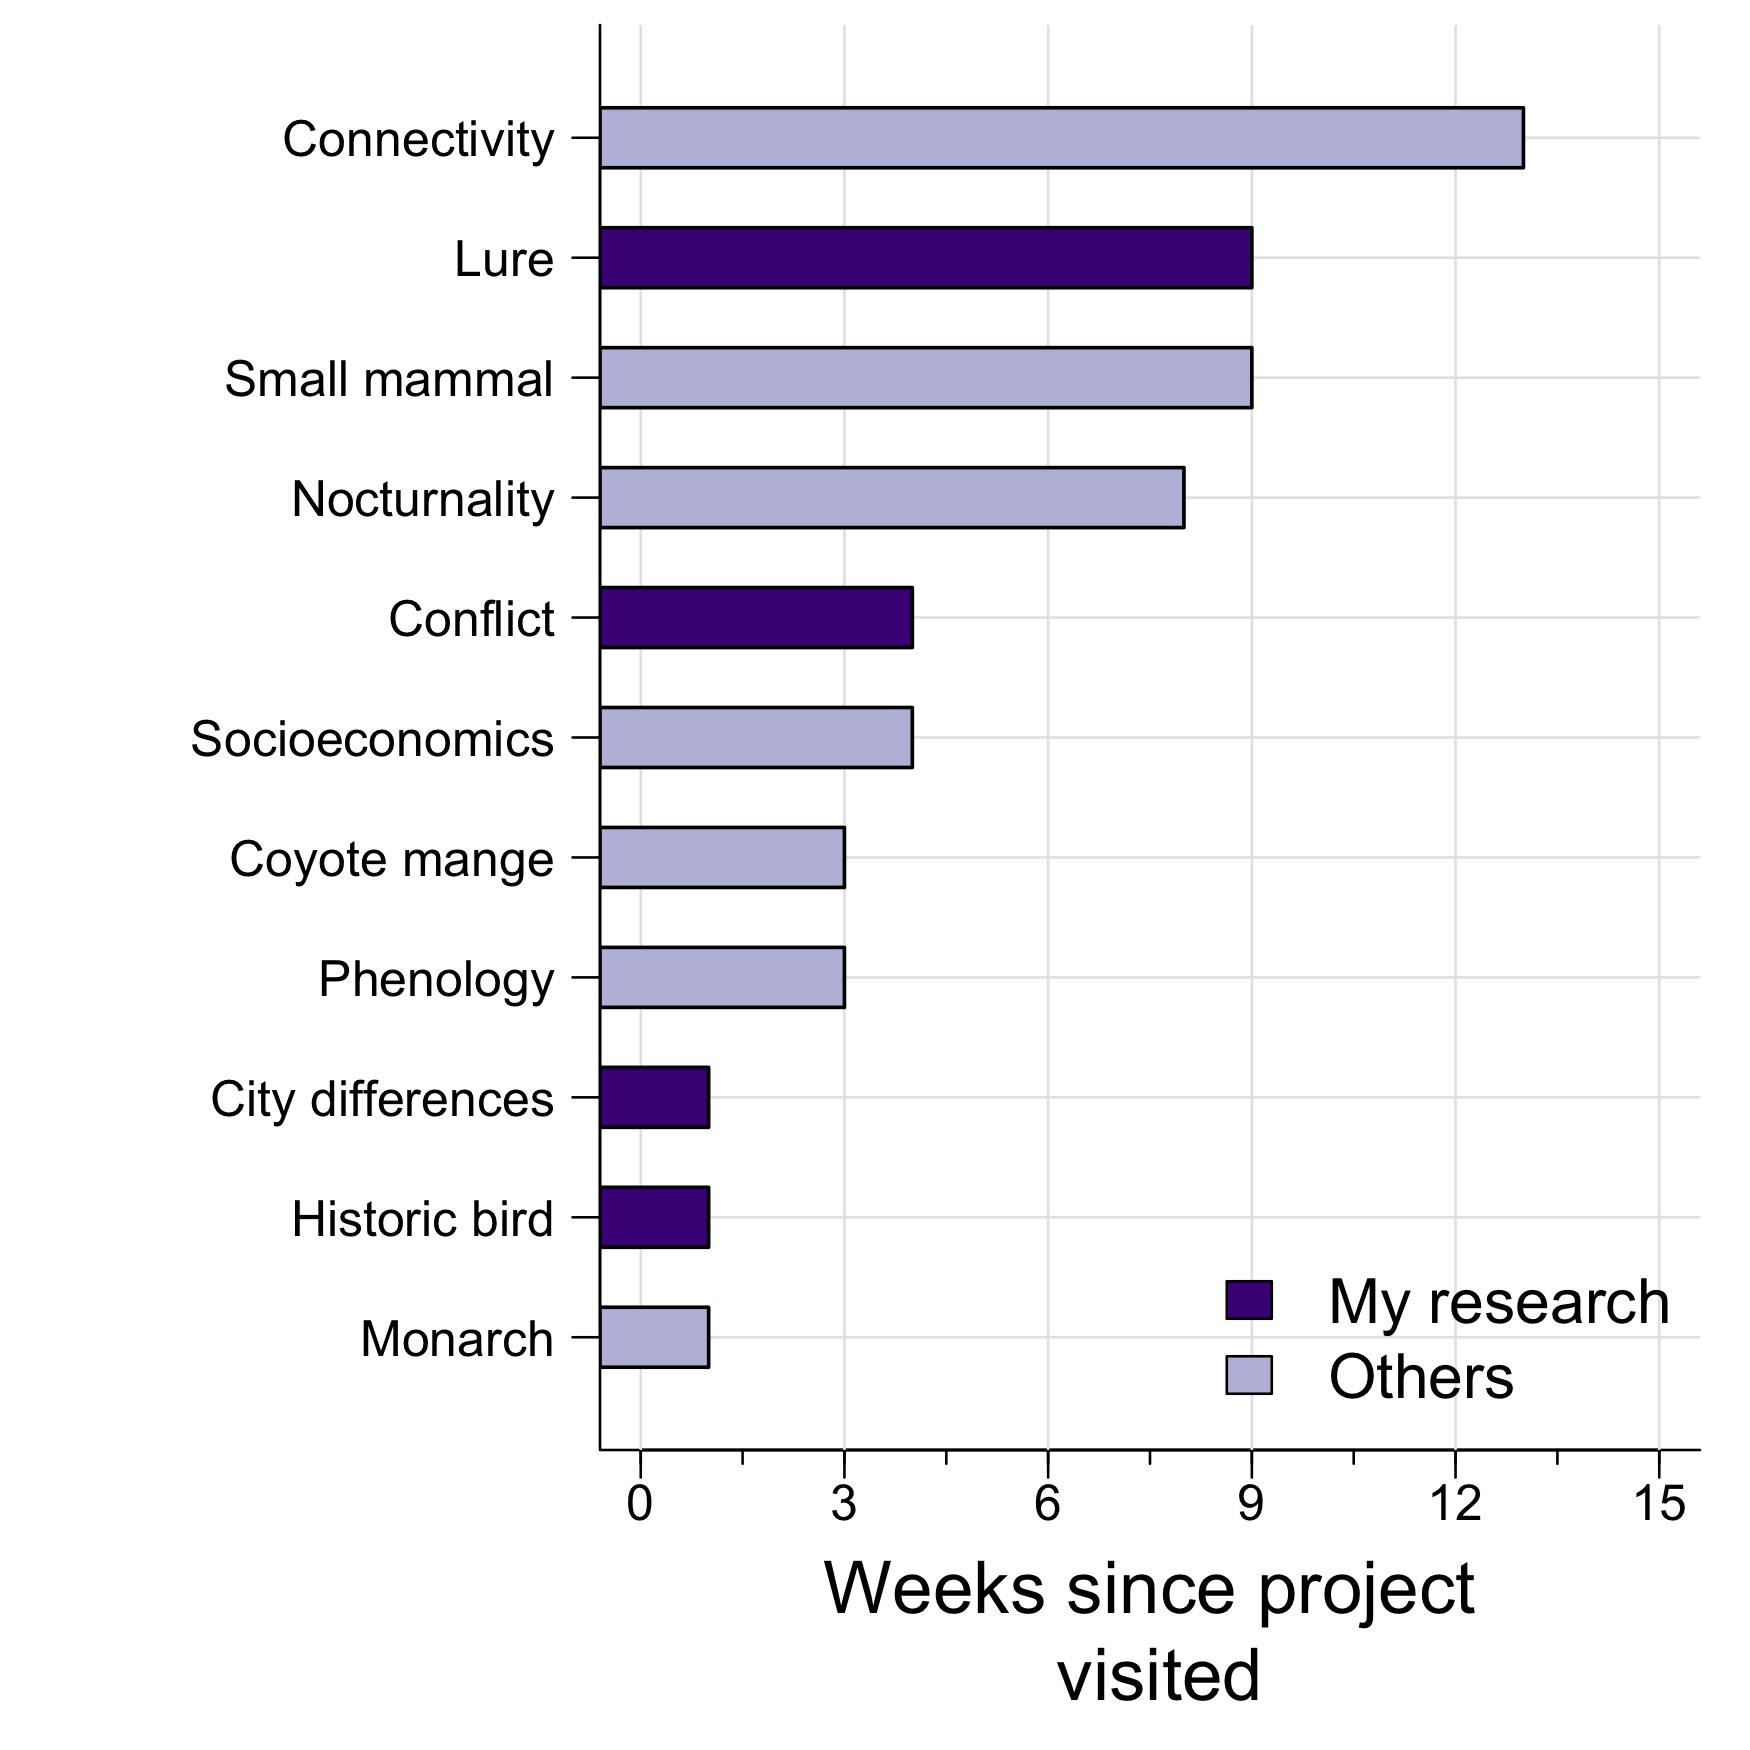 Connectivity
Lure
Small mammal
Nocturnality
Conflict
Socioeconomics
Coyote mange
Phenology
City differences
Historic bird
Monarch
My research
Others
0 3 6 9 12 15
Weeks since project
visited